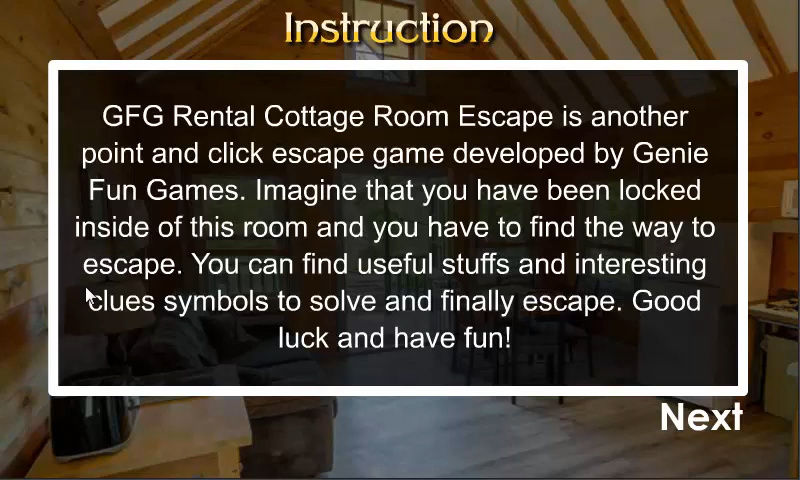 Instruction
GFG Rental Cottage Room Escape is another
point and click escape game developed by Genie
Fun Games. Imagine that you have been locked
inside of this room and you have to find the way to
escape. You can find useful stuffs and interesting
clues symbols to solve and finally escape. Good
luck and have fun!
Next